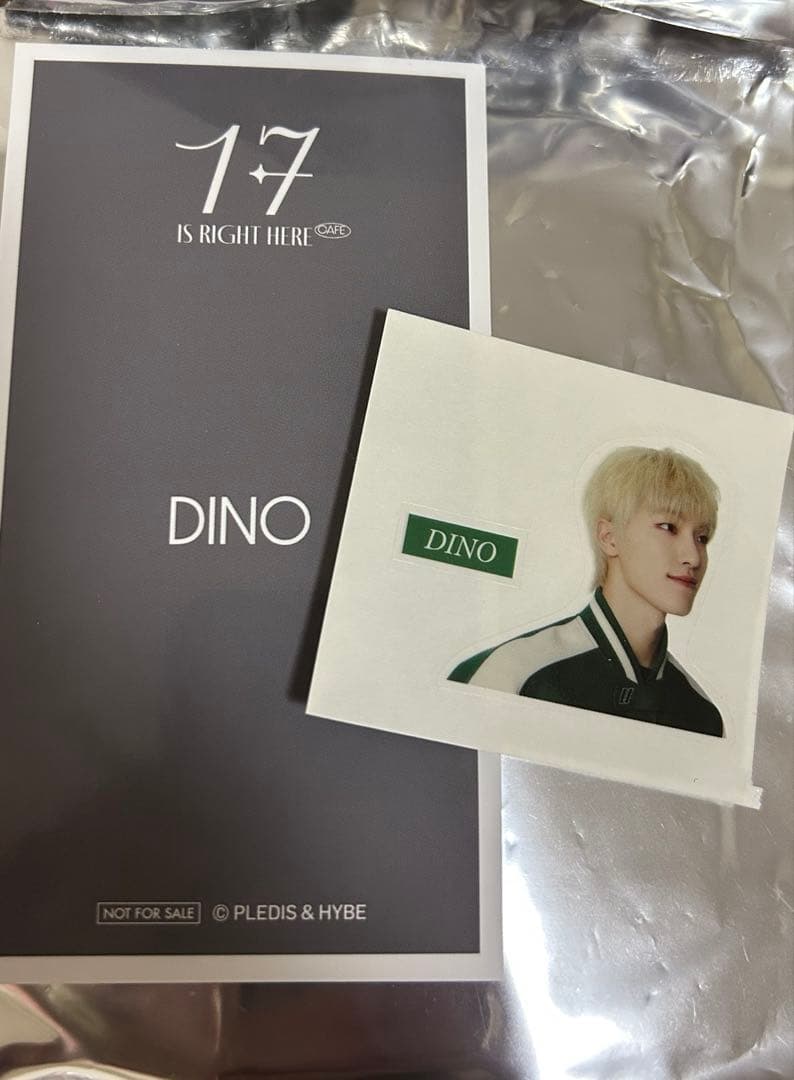 17
IS RIGHT HERE CAFE
DINO
DINO
NOT FOR SALE © PLEDIS & HYBE